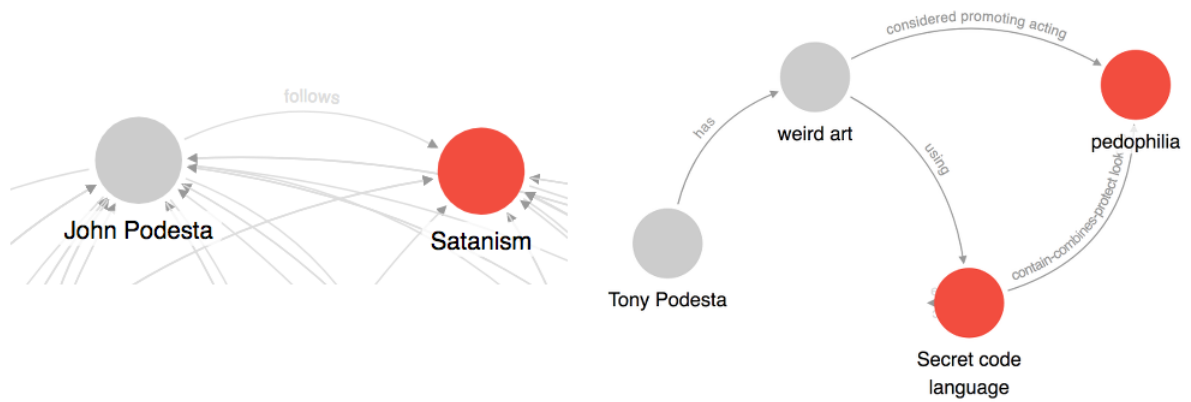 follows
John Podesta
Satanism
considered promoting acting
has
weird art
using
pedophilia
contain-combines-protect look
Tony Podesta
Secret code
language